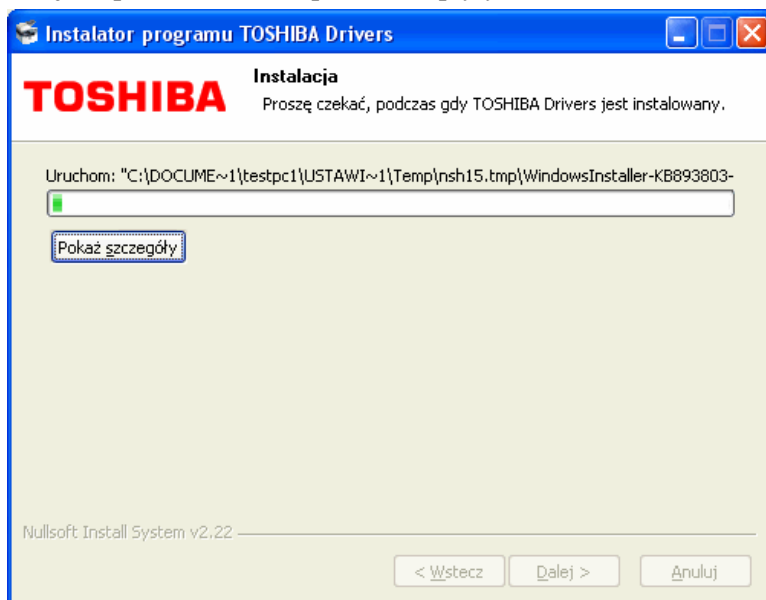 Instalator programu TOSHIBA Drivers
TOSHIBA
Instalacja
Proszę czekać, podczas gdy TOSHIBA Drivers jest instalowany.
Uruchom: "C:\DOCUME~1\testpc1\USTAWI~1\Temp\nsh15.tmp\WindowsInstaller-KB893803-
Pokaż szczegóły
Nullsoft Install System v2.22
< Wstecz
Dalej >
Anuluj